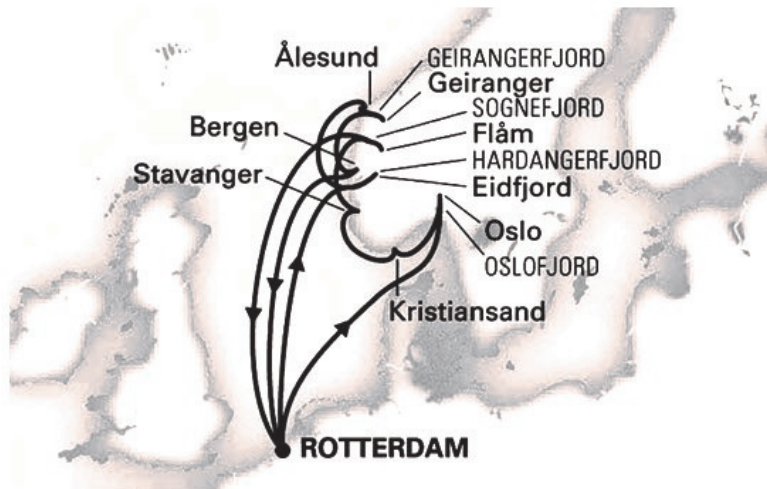 Ålesund
GEIRANGERFJORD
Geiranger
SOGNEFJORD
Bergen
Flåm
HARDANGERFJORD
Stavanger
Eidfjord
Oslo
OSLOFJORD
Kristiansand
ROTTERDAM